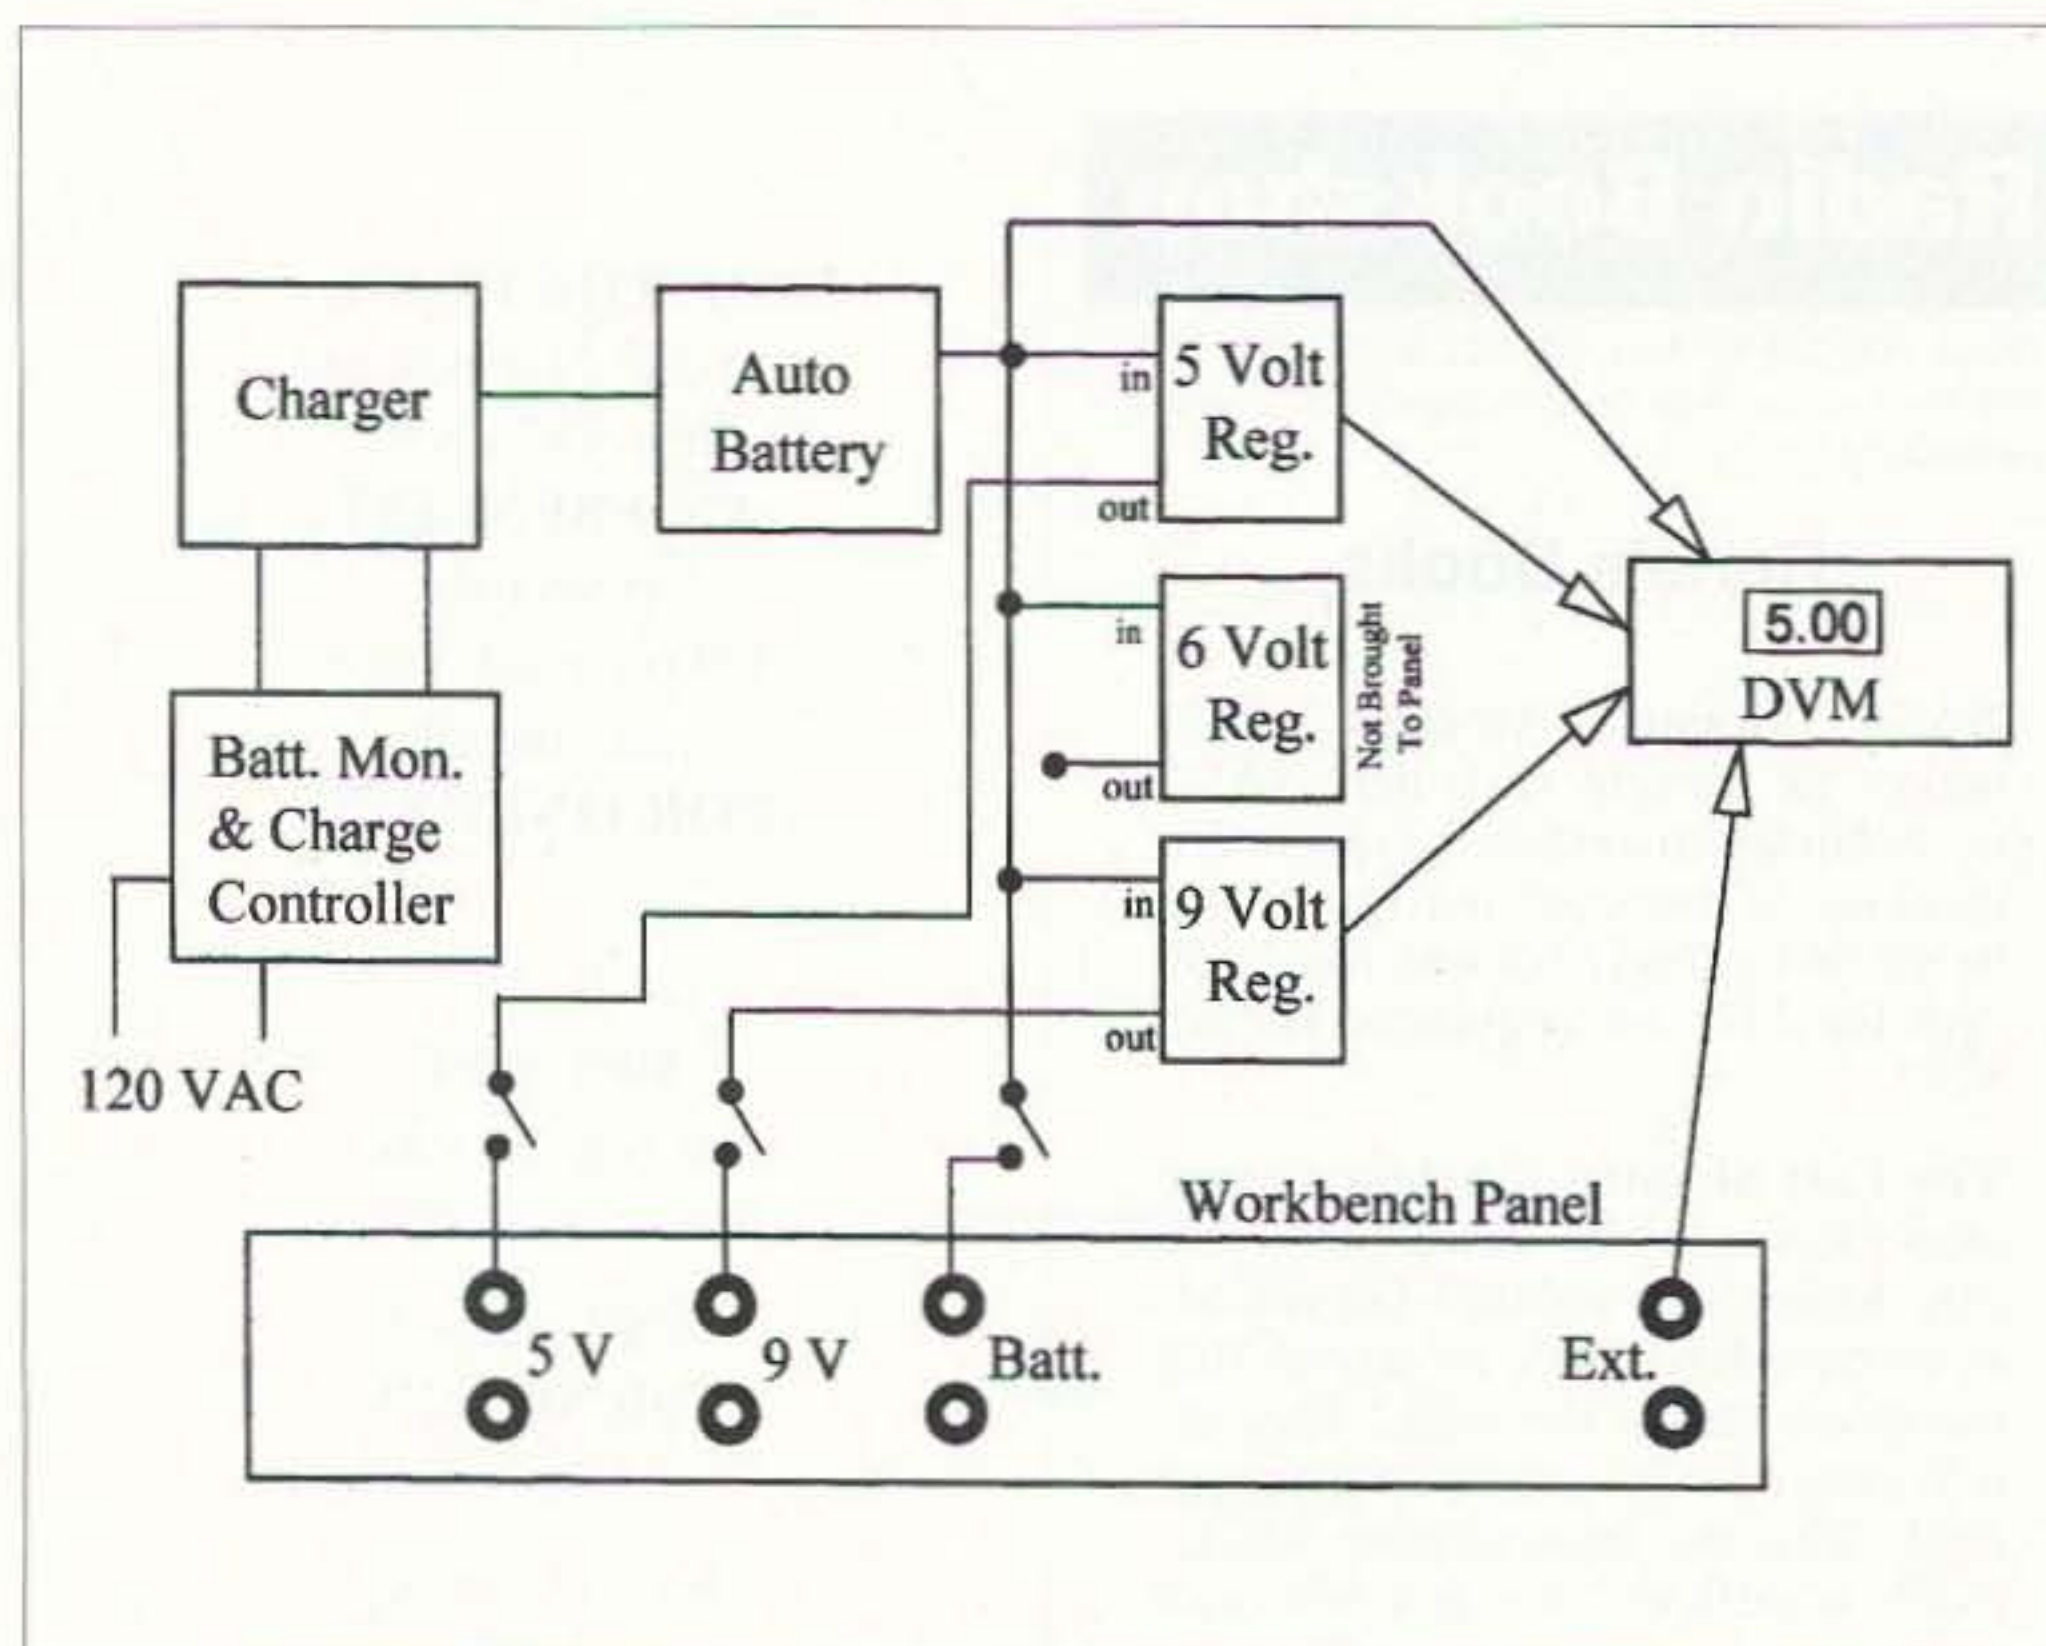 Charger
Auto
Battery
in
5 Volt
Reg.
out
in
6 Volt
Reg.
out
Not Brought
To Panel
5.00
DVM
Batt. Mon.
& Charge
Controller
in
9 Volt
Reg.
out
120 VAC
Workbench Panel
5 V
9 V
Batt.
Ext.